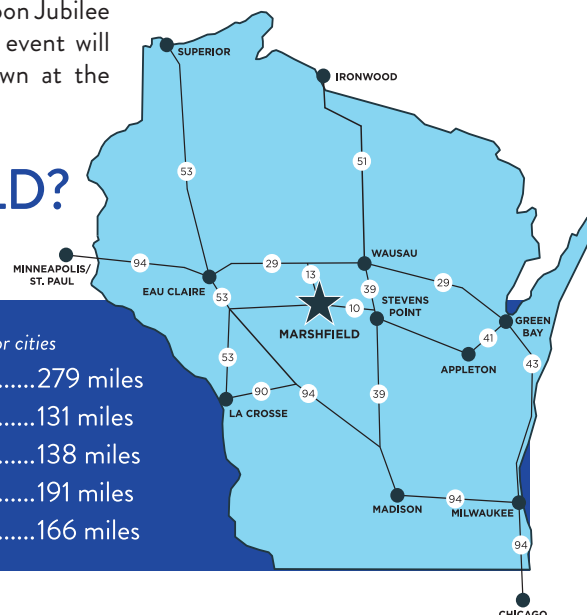 oon Jubilee
event will
wn at the
LD?
or cities
......279 miles
......131 miles
......138 miles
......191 miles
......166 miles
SUPERIOR
IRONWOOD
53
51
MINNEAPOLIS/
ST. PAUL
94
29
WAUSAU
13
29
EAU CLAIRE
53
39
STEVENS
POINT
10
MARSHFIELD
GREEN
BAY
41
APPLETON
43
53
90
94
39
LA CROSSE
MADISON
94
MILWAUKEE
94
CHICAGO